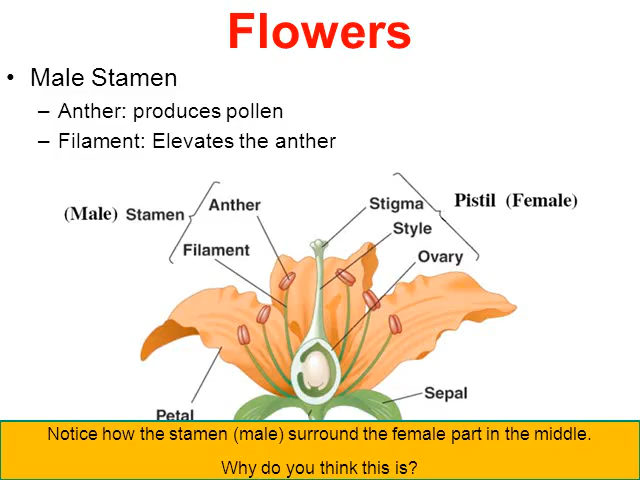 Flowers
• Male Stamen
– Anther: produces pollen
– Filament: Elevates the anther
(Male) Stamen
Anther
Filament
Stigma
Style
Ovary
Pistil (Female)
Petal
Sepal
Notice how the stamen (male) surround the female part in the middle.
Why do you think this is?